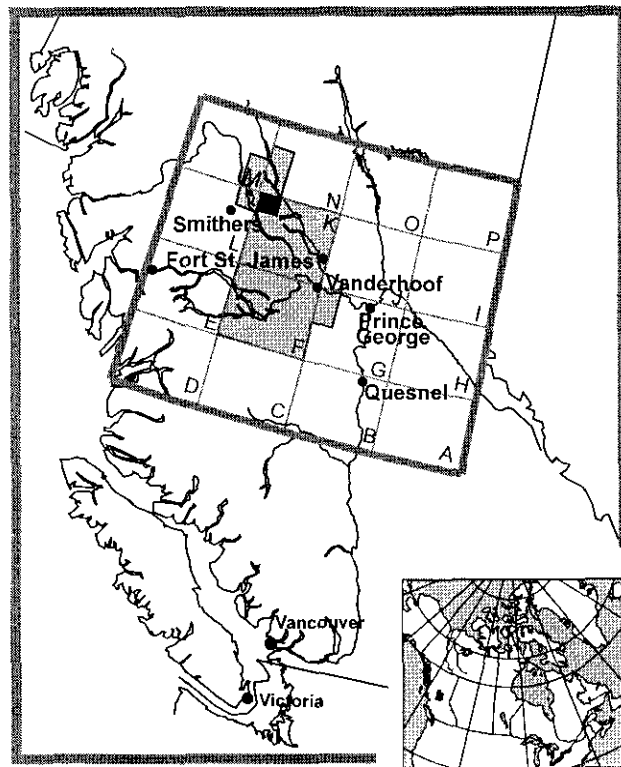 M
N
O
P
Smithers
L
K
Fort St. James
Vanderhoof
J
I
Prince
George
E
F
G
H
Quesnel
D
C
B
A
Vancouver
Victoria